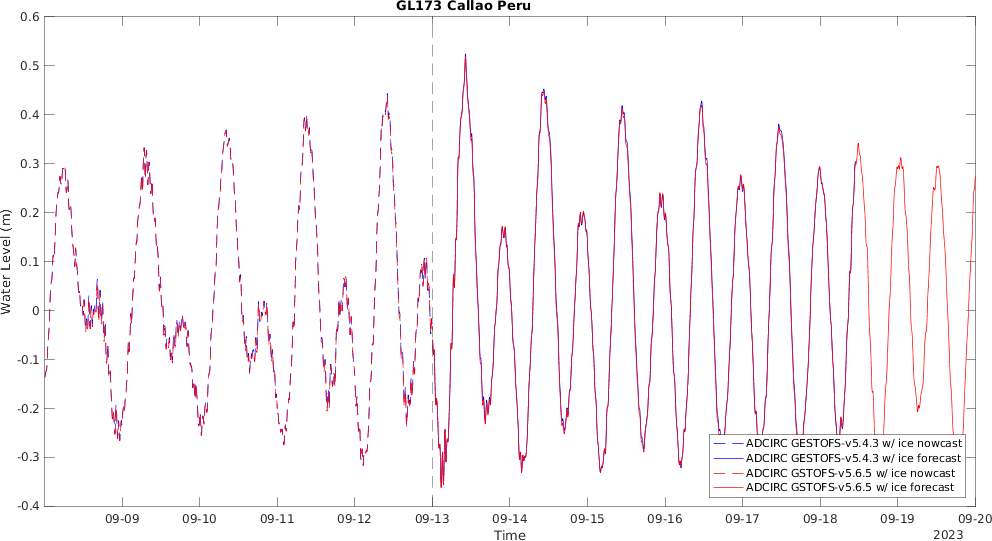 GL173 Callao Peru
0.6
0.5
0.4
0.3
0.2
0.1
0
-0.1
-0.2
-0.3
-0.4
Water Level (m)
ADCIRC GESTOFS-v5.4.3 w/ ice nowcast
ADCIRC GESTOFS-v5.4.3 w/ ice forecast
ADCIRC GSTOFS-v5.6.5 w/ ice nowcast
ADCIRC GSTOFS-v5.6.5 w/ ice forecast
09-09 09-10 09-11 09-12 09-13 09-14 09-15 09-16 09-17 09-18 09-19 09-20
Time
2023